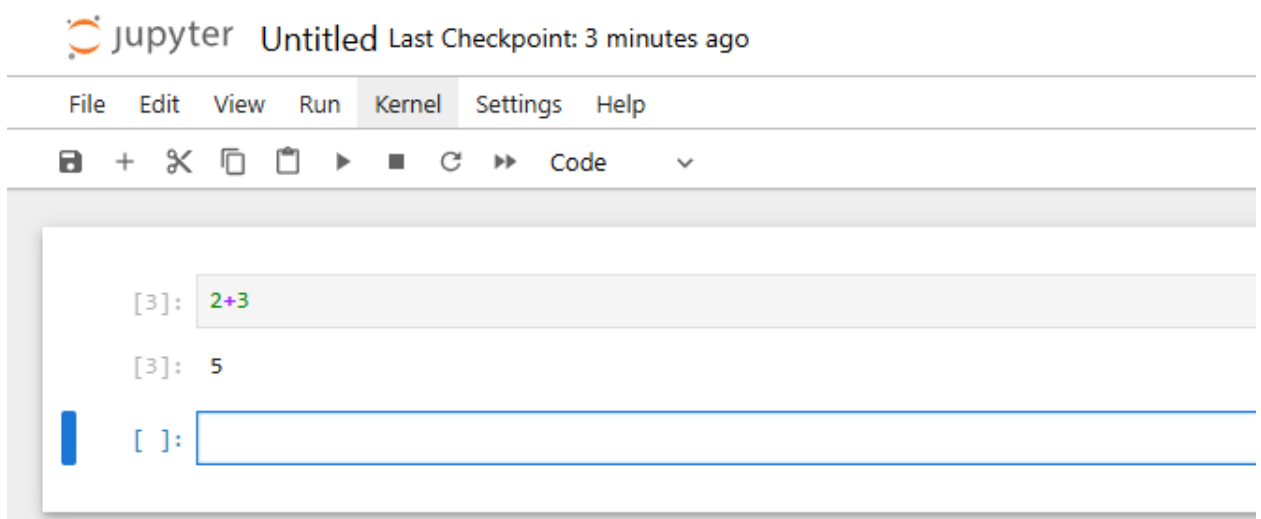 jupyter Untitled Last Checkpoint: 3 minutes ago
File Edit View Run Kernel Settings Help
Code
[3]: 2+3
[3]: 5
[ ]: